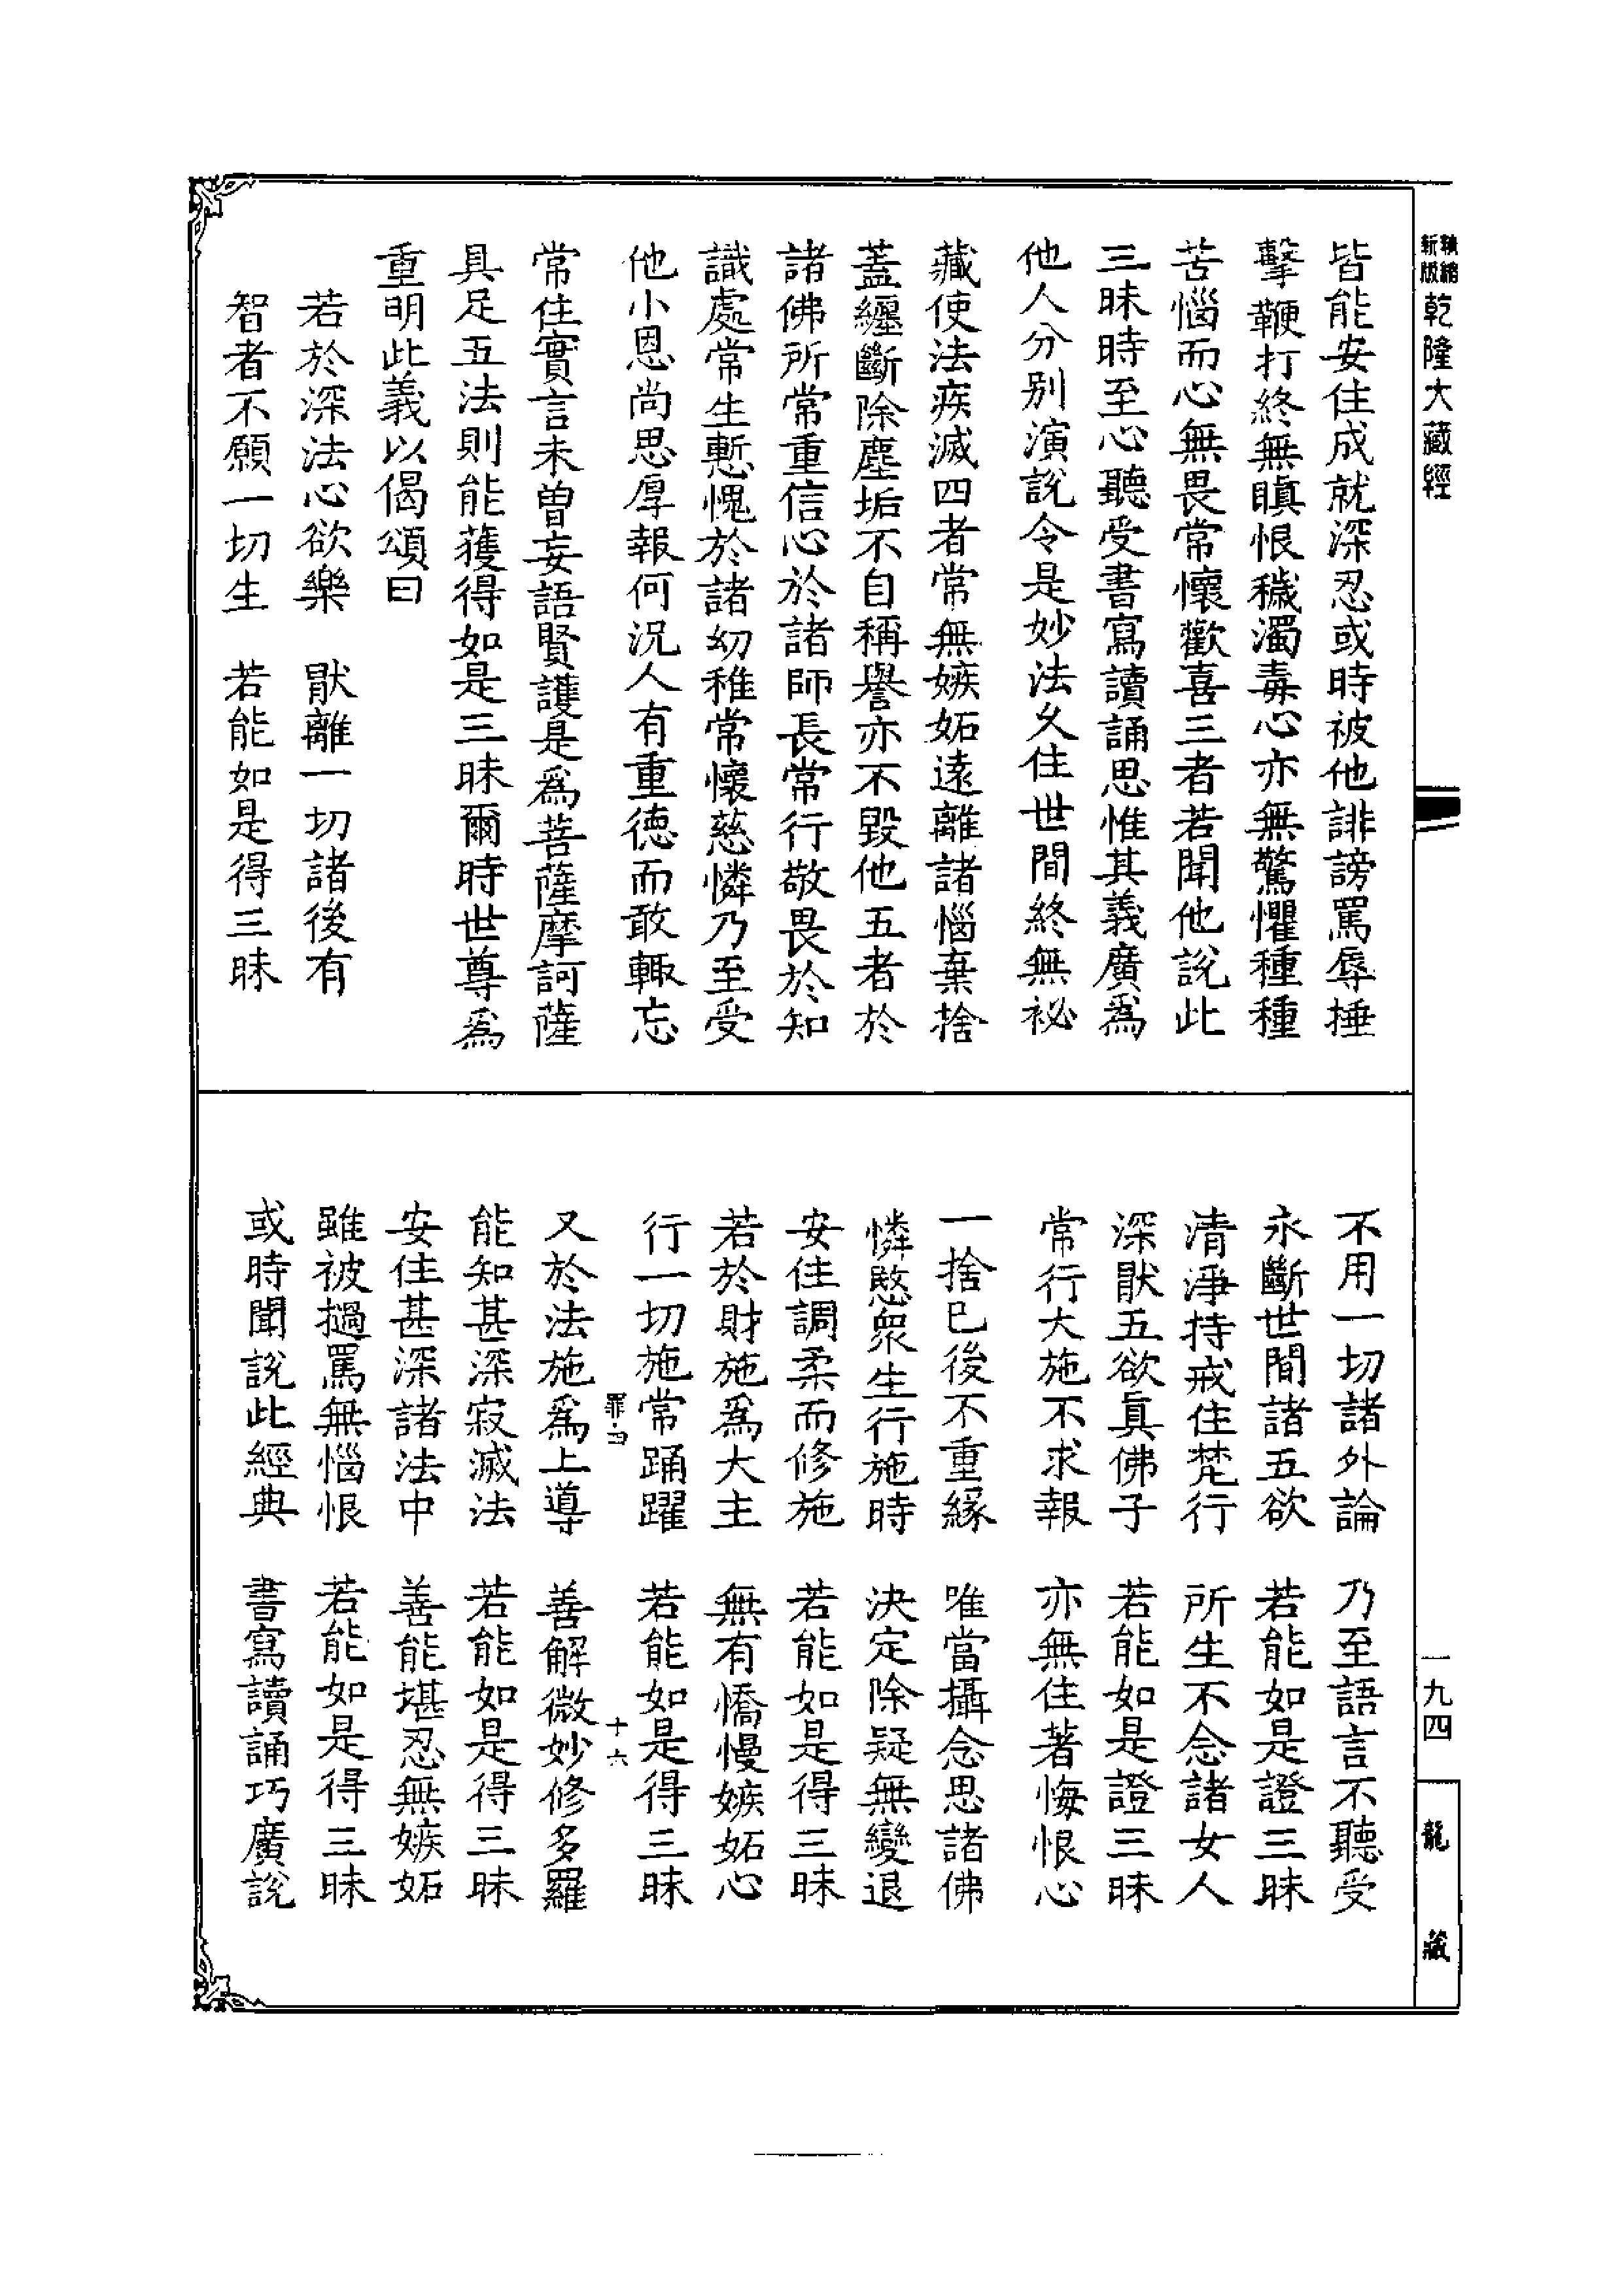 新版
乾隆大藏經
皆能安住成就深忍或時被他誹謗罵辱捶
擊鞭打終無瞋恨穢濁毒心亦無驚懼種種
苦惱而心無畏常懷歡喜三者若聞他說此
三昧時至心聽受書寫讀誦思惟其義廣為
他人分别演說令是妙法久住世間終無祕
藏使法疾滅四者常無嫉妬遠離諸惱棄捨
蓋纏斷除塵垢不自稱譽亦不毀他五者於
諸佛所常重信心於諸師長常行敬畏於知
識處常生慙愧於諸幼稚常懷慈憐乃至受
他小恩尚思厚報何況人有重德而敢輒忘
常住實言未曾妄語賢護是為菩薩摩訶薩
具足五法則能獲得如是三昧爾時世尊為
重明此義以偈頌曰
若於深法心欲樂　猒離一切諸後有
智者不願一切生　若能如是得三昧
不用一切諸外論　乃至語言不聽受
永斷世間諸五欲　若能如是證三昧
清淨持戒住梵行　所生不念諸女人
深猒五欲真佛子　若能如是證三昧
常行大施不求報　亦無住著悔恨心
一捨已後不重緣　唯當攝念思諸佛
憐愍衆生行施時　決定除疑無變退
安住調柔而修施　若能如是得三昧
若於財施為大主　無有憍慢嫉妬心
行一切施常踊躍　若能如是得三昧
罪·四　十六
又於法施為上導　善解微妙修多羅
能知甚深寂滅法　若能如是得三昧
安住甚深諸法中　善能堪忍無嫉妬
雖被撾罵無惱恨　若能如是得三昧
或時聞說此經典　書寫讀誦巧廣說
一九四
龍藏